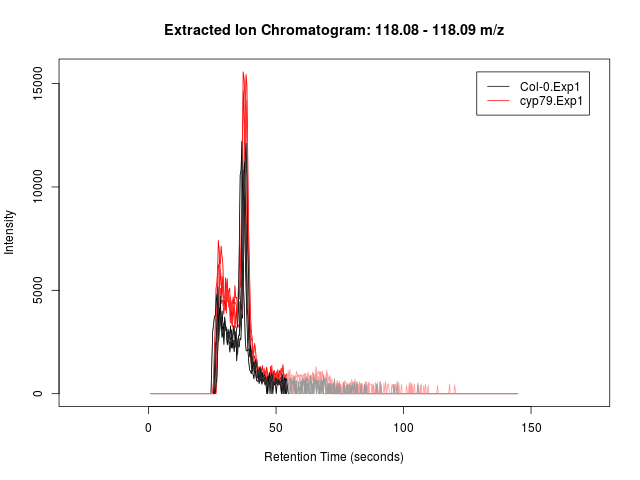 Extracted Ion Chromatogram: 118.08 - 118.09 m/z
Col-0.Exp1
cyp79.Exp1
15000
10000
5000
0
Intensity
0 50 100 150
Retention Time (seconds)